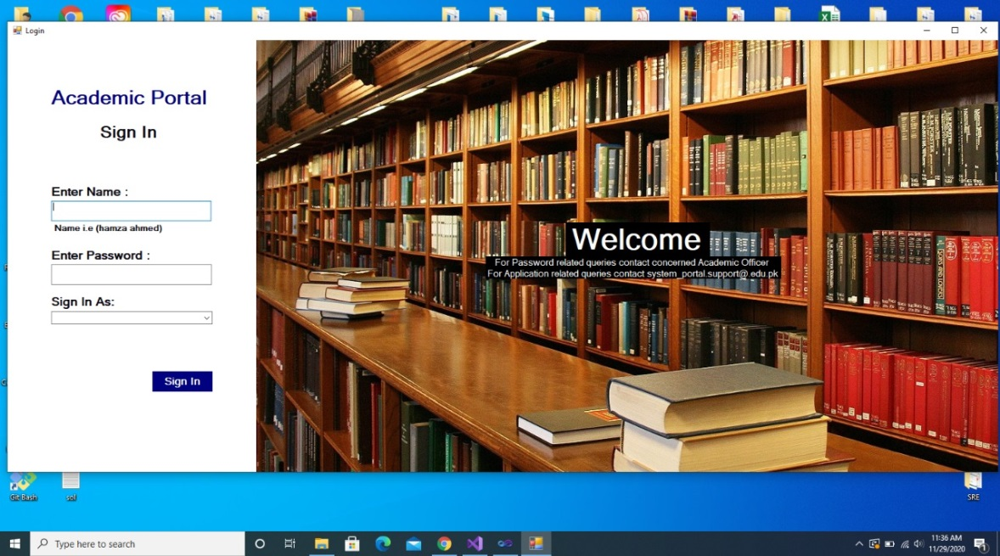 Login
Academic Portal
Sign In
Enter Name :
Name i.e (hamza ahmed)
Enter Password :
Sign In As:
Sign In
Welcome
For Password related queries contact concerned Academic Officer
For Application related queries contact system_portal.support@.edu.pk
Git Bash
sol
SRE
Type here to search
11:36 AM
11/29/2020
1